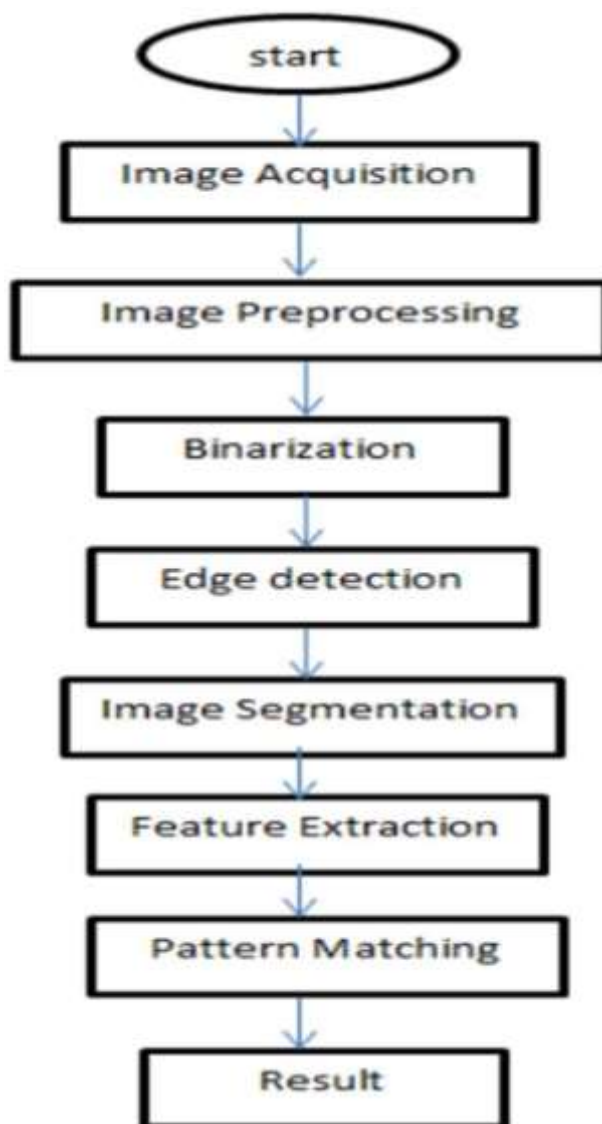 start
Image Acquisition
Image Preprocessing
Binarization
Edge detection
Image Segmentation
Feature Extraction
Pattern Matching
Result